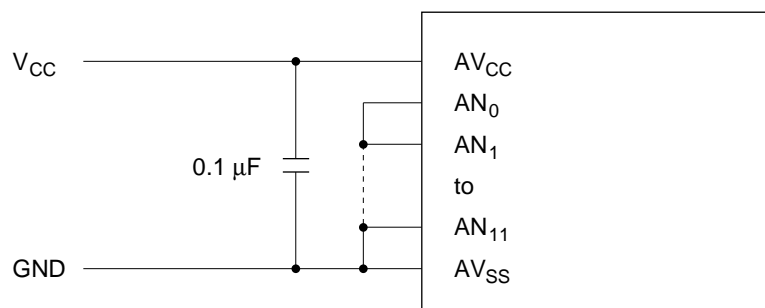 V_CC
AV_CC
AN_0
AN_1
0.1 μF
to
AN_11
GND
AV_SS